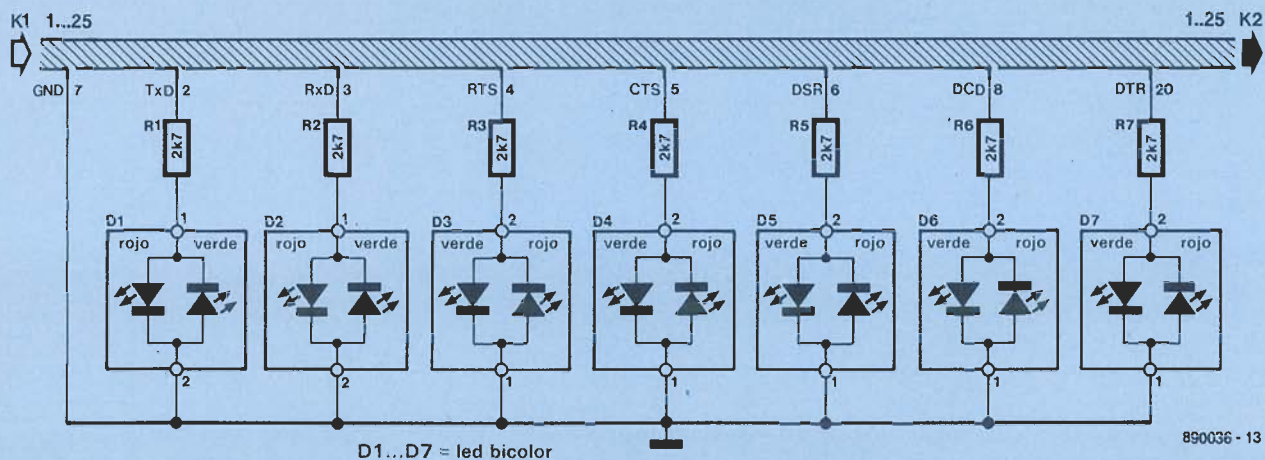 K1 1...25 1..25 K2
GND 7 TxD 2 RxD 3 RTS 4 CTS 5 DSR 6 DCD 8 DTR 20
R1 R2 R3 R4 R5 R6 R7
2k7 2k7 2k7 2k7 2k7 2k7 2k7
D1 1 D2 1 D3 2 D4 2 D5 2 D6 2 D7 2
rojo verde rojo verde verde rojo verde rojo verde rojo verde rojo verde rojo
2 2 1 1 1 1 1
D1...D7 = led bicolor
890036 - 13